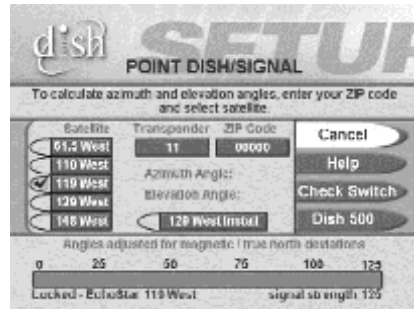 dish
SETUP
POINT DISH/SIGNAL
To calculate azimuth and elevation angles, enter your ZIP code
and select satellite.
Satellite Transponder ZIP Code
61.5 West 11 00000
110 West
119 West
129 West
148 West
Azimuth Angle:
Elevation Angle:
129 West Install
Cancel
Help
Check Switch
Dish 500
Angles adjusted for magnetic / true north deviations
0 25 50 75 100 125
Locked - EchoStar 119 West signal strength 125